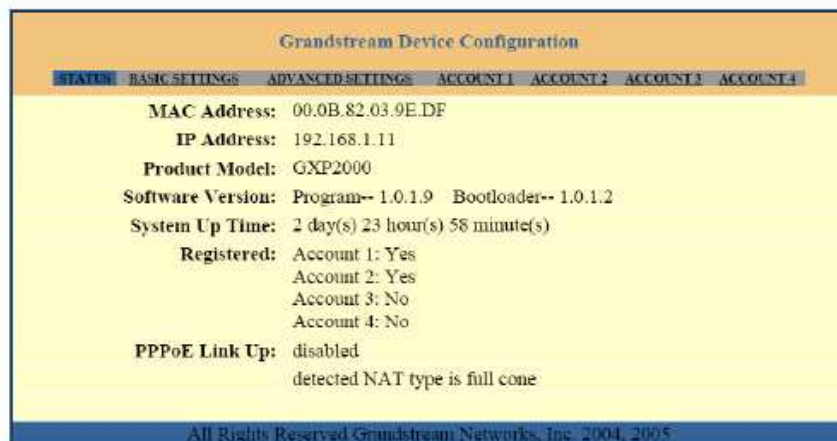 Grandstream Device Configuration
STATUS BASIC SETTINGS ADVANCED SETTINGS ACCOUNT 1 ACCOUNT 2 ACCOUNT 3 ACCOUNT 4
MAC Address: 00.0B.82.03.9E.DF
IP Address: 192.168.1.11
Product Model: GXP2000
Software Version: Program-- 1.0.1.9 Bootloader-- 1.0.1.2
System Up Time: 2 day(s) 23 hour(s) 58 minute(s)
Registered: Account 1: Yes
Account 2: Yes
Account 3: No
Account 4: No
PPPoE Link Up: disabled
detected NAT type is full cone
All Rights Reserved Grandstream Networks, Inc. 2004, 2005